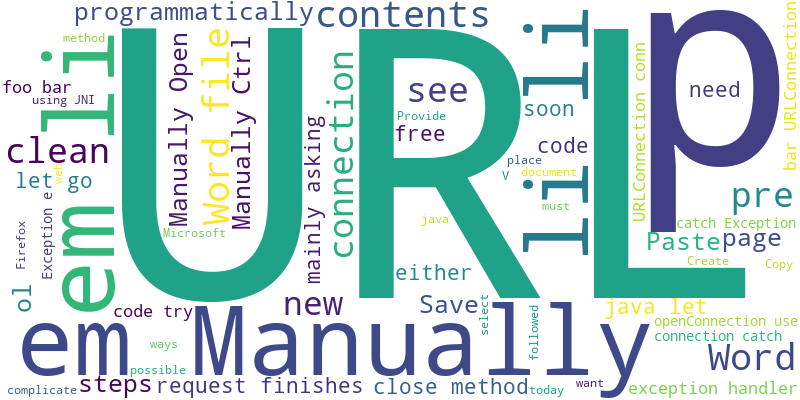 programmatically
contents
method
foo bar
using JNI
clean
let go
web
Firefox
Exception e
ol
li
em
URL
Manually Open
Word file
Manually Ctrl
mainly asking
connection
Microsoft
see
Provide
free
java
either
soon
code
place
V
document
must
li
li
p
need
URLConnection conn
bar URLConnection
pre
catch Exception
Paste
page
Create
Copy
em Manually
code try
new
Save
select
followed
java let
openConnection use
connection catch
Word
ways
possible
complicate
steps
request finishes
close method
today
want
exception handler